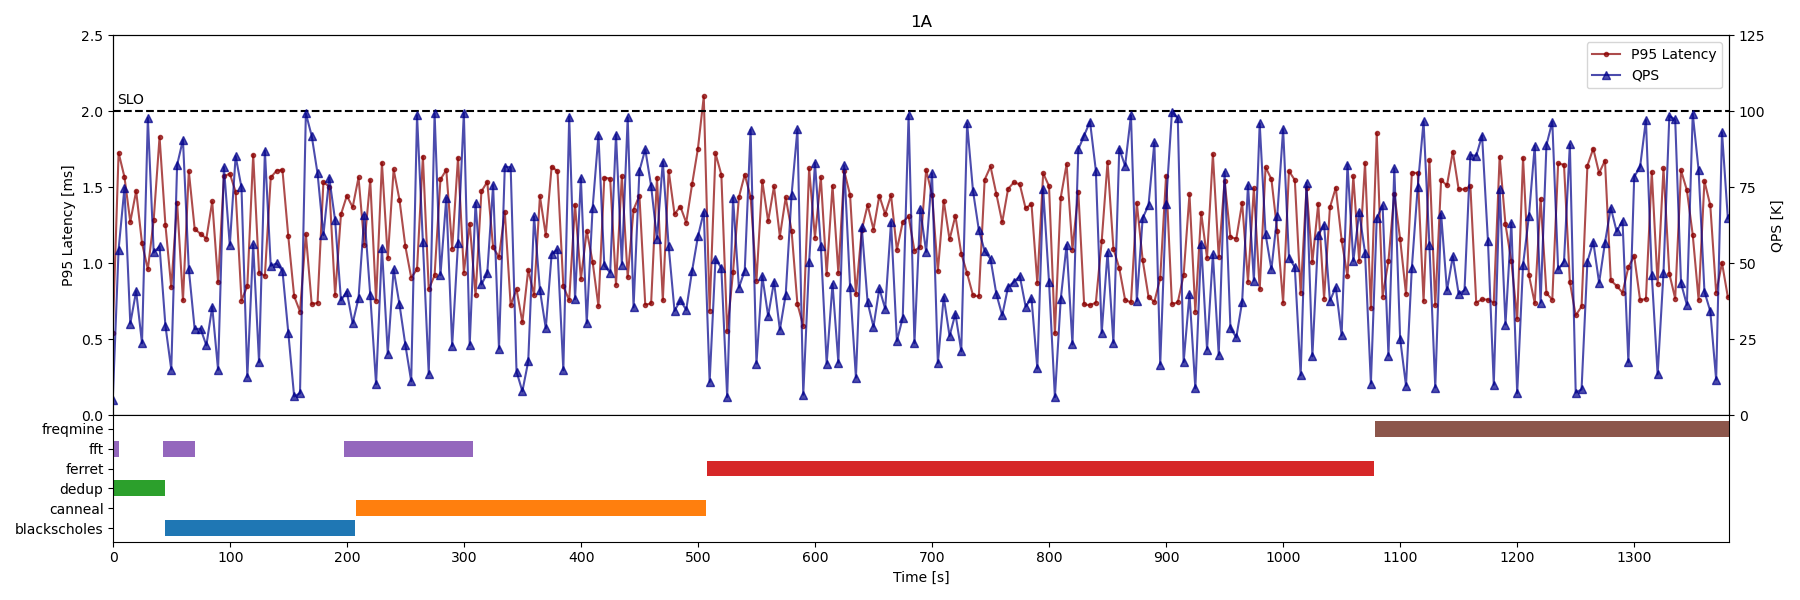 1A
2.5
2.0
1.5
1.0
0.5
0.0
P95 Latency [ms]
SLO
P95 Latency
QPS
125
100
75
50
25
0
QPS [K]
freqmine
fft
ferret
dedup
canneal
blackscholes
0 100 200 300 400 500 600 700 800 900 1000 1100 1200 1300
Time [s]